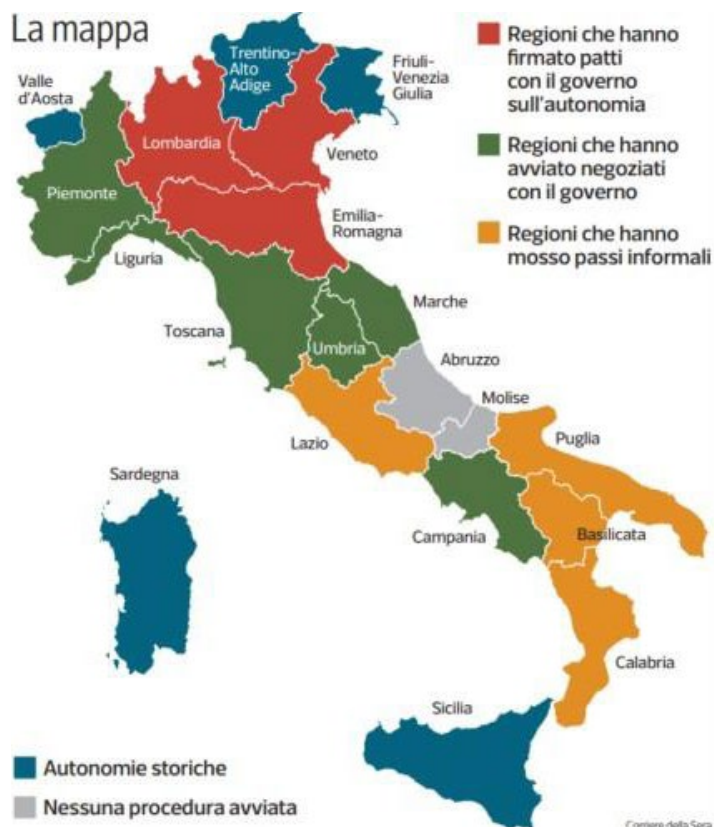 La mappa
Regioni che hanno
firmato patti
con il governo
sull'autonomia
Regioni che hanno
avviato negoziati
con il governo
Regioni che hanno
mosso passi informali
Trentino-
Alto
Adige
Friuli-
Venezia
Giulia
Valle
d'Aosta
Lombardia
Veneto
Piemonte
Emilia-
Romagna
Liguria
Marche
Toscana
Umbria
Abruzzo
Molise
Lazio
Puglia
Sardegna
Campania
Basilicata
Calabria
Sicilia
Autonomie storiche
Nessuna procedura avviata
Corriere della Sera